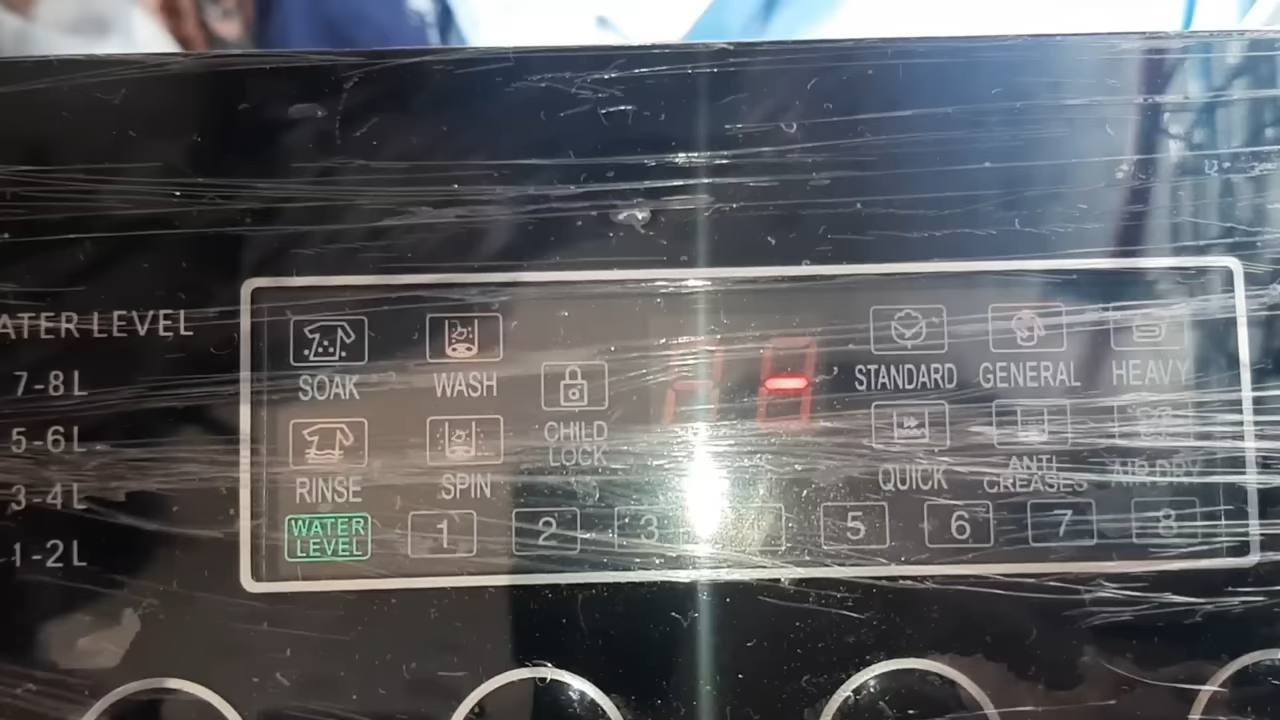 ATER LEVEL
7-8L
5-6L
3-4L
1-2L
SOAK WASH
CHILD LOCK
RINSE SPIN
STANDARD GENERAL HEAVY
QUICK ANTI CREASES AIR DRY
WATER LEVEL 1 2 3 5 6 7 8